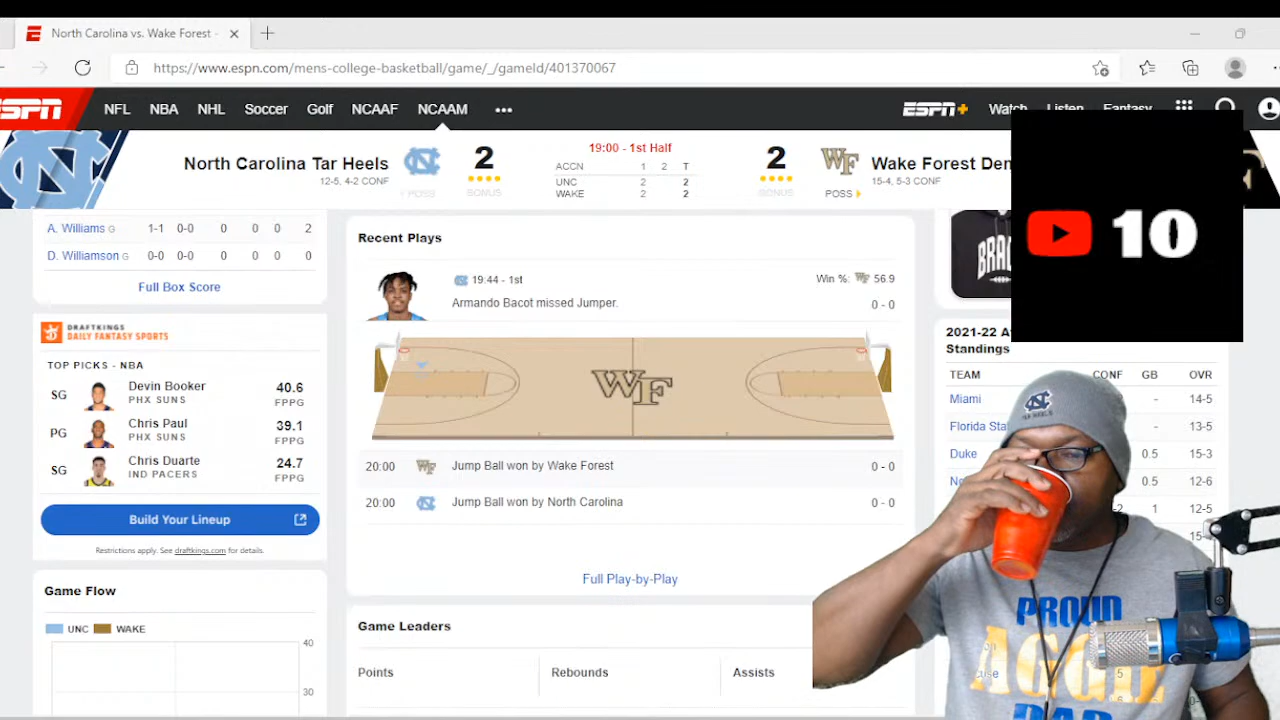 North Carolina vs. Wake Forest -
https://www.espn.com/mens-college-basketball/game/_/gameId/401370067
ESPN NFL NBA NHL Soccer Golf NCAAF NCAAM ••• ESPN+ Watch Listen Fantasy
North Carolina Tar Heels
12-5, 4-2 CONF
NC
2
POSS
BONUS
19:00 - 1st Half
ACCN 1 2 T
UNC 2 2
WAKE 2 2
2
BONUS
WF
POSS
Wake Forest
15-4, 5-3 CONF
10
A. Williams G 1-1 0-0 0 0 0 2
D. Williamson G 0-0 0-0 0 0 0 0
Full Box Score
DRAFTKINGS
DAILY FANTASY SPORTS
TOP PICKS - NBA
SG Devin Booker 40.6
PHX SUNS FPPG
PG Chris Paul 39.1
PHX SUNS FPPG
SG Chris Duarte 24.7
IND PACERS FPPG
Build Your Lineup
Restrictions apply. See draftkings.com for details.
Game Flow
UNC WAKE
40
30
Recent Plays
19:44 - 1st Win %: WF 56.9
Armando Bacot missed Jumper. 0 - 0
WF
20:00 WF Jump Ball won by Wake Forest 0 - 0
20:00 NC Jump Ball won by North Carolina 0 - 0
Full Play-by-Play
Game Leaders
Points Rebounds Assists
2021-22
Standings
TEAM CONF GB OVR
Miami - 14-5
Florida - 13-5
Duke 0.5 15-3
0.5 12-6
1 12-5
NC
TAR HEELS
PROUD
AGGIE
DAD